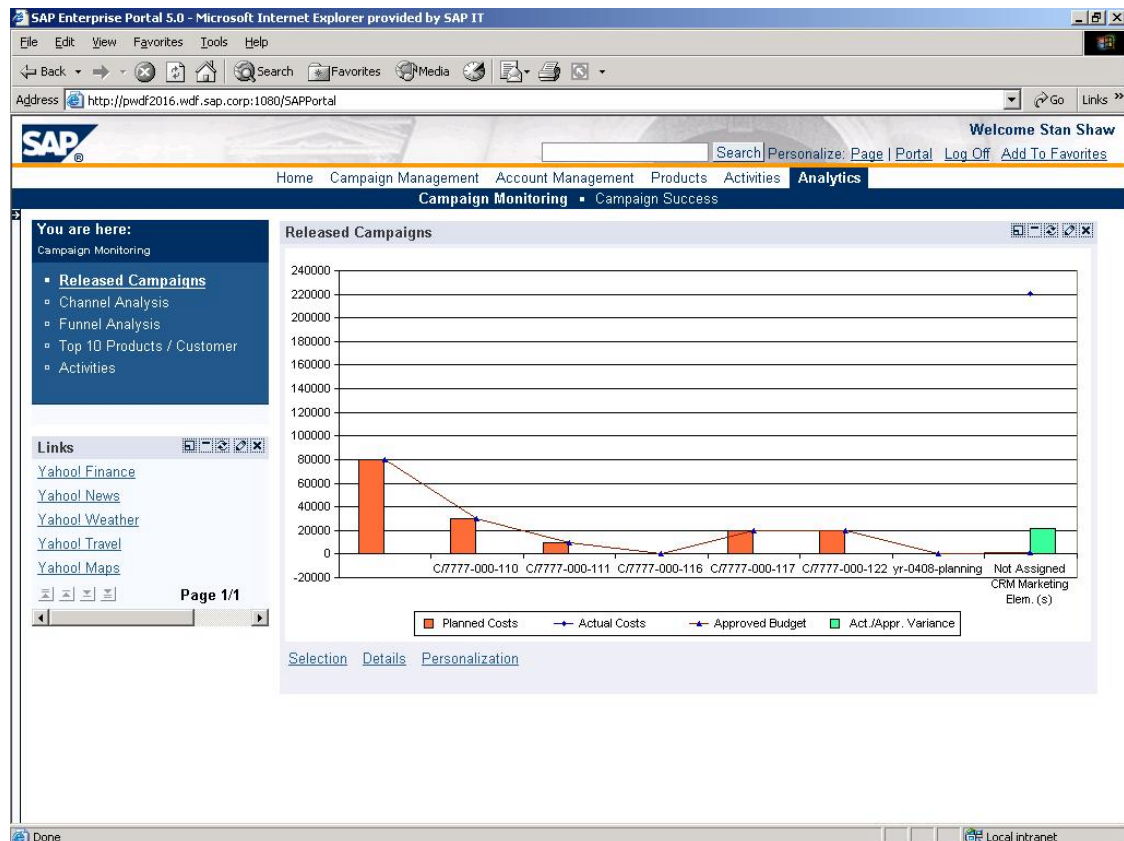 SAP Enterprise Portal 5.0 - Microsoft Internet Explorer provided by SAP IT
File Edit View Favorites Tools Help
Back Search Favorites Media
Address http://pwdf2016.wdf.sap.corp:1080/SAPPortal Go Links »
SAP ®
Welcome Stan Shaw
Search Personalize: Page | Portal Log Off Add To Favorites
Home Campaign Management Account Management Products Activities Analytics
Campaign Monitoring ▪ Campaign Success
You are here:
Campaign Monitoring
Released Campaigns
Channel Analysis
Funnel Analysis
Top 10 Products / Customer
Activities
Links
Yahoo! Finance
Yahoo! News
Yahoo! Weather
Yahoo! Travel
Yahoo! Maps
Page 1/1
Released Campaigns
240000
220000
200000
180000
160000
140000
120000
100000
80000
60000
40000
20000
0
-20000
C/7777-000-110 C/7777-000-111 C/7777-000-116 C/7777-000-117 C/7777-000-122 yr-0408-planning Not Assigned
CRM Marketing
Elem. (s)
Planned Costs Actual Costs Approved Budget Act./Appr. Variance
Selection Details Personalization
Done Local intranet